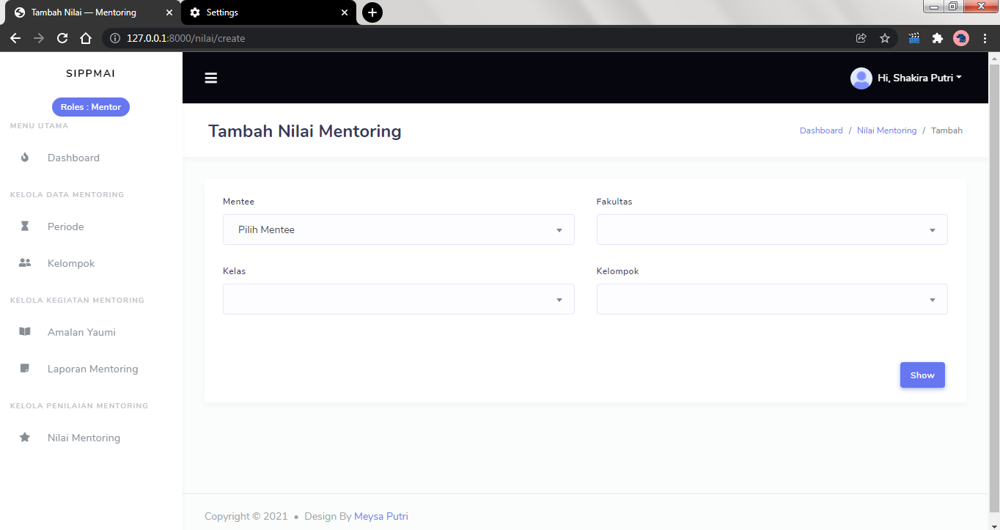 Tambah Nilai — Mentoring
Settings
127.0.0.1:8000/nilai/create
SIPPMAI
Roles : Mentor
MENU UTAMA
Dashboard
KELOLA DATA MENTORING
Periode
Kelompok
KELOLA KEGIATAN MENTORING
Amalan Yaumi
Laporan Mentoring
KELOLA PENILAIAN MENTORING
Nilai Mentoring
Hi, Shakira Putri
Tambah Nilai Mentoring
Dashboard / Nilai Mentoring / Tambah
Mentee
Fakultas
Pilih Mentee
Kelas
Kelompok
Show
Copyright © 2021 • Design By Meysa Putri